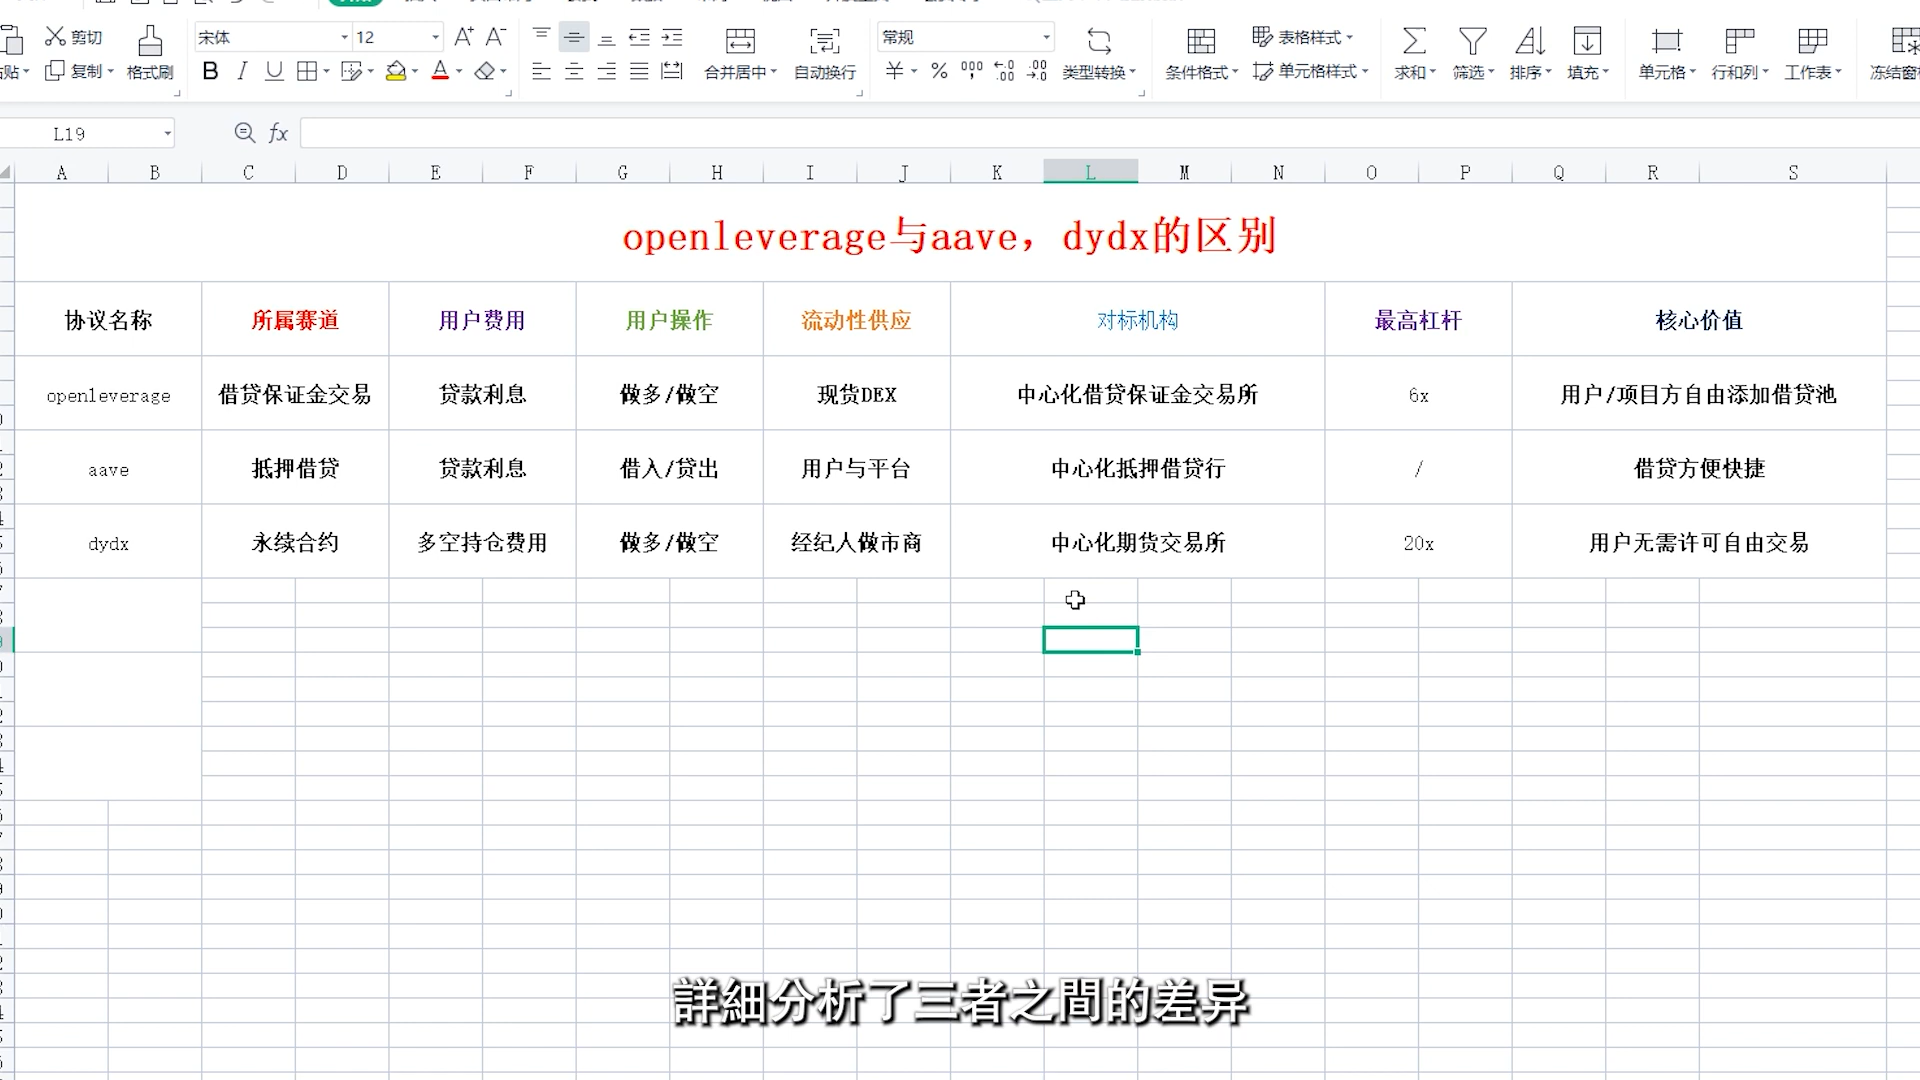 剪切
宋体
12
常规
表格样式
复制
格式刷
合并居中
自动换行
类型转换
条件格式
单元格样式
求和
筛选
排序
填充
单元格
行和列
工作表
L19
fx
A B C D E F G H I J K L M N O P Q R S
openleverage与aave，dydx的区别
协议名称 所属赛道 用户费用 用户操作 流动性供应 对标机构 最高杠杆 核心价值
openleverage 借贷保证金交易 贷款利息 做多/做空 现货DEX 中心化借贷保证金交易所 6x 用户/项目方自由添加借贷池
aave 抵押借贷 贷款利息 借入/贷出 用户与平台 中心化抵押借贷行 / 借贷方便快捷
dydx 永续合约 多空持仓费用 做多/做空 经纪人做市商 中心化期货交易所 20x 用户无需许可自由交易
詳細分析了三者之間的差异